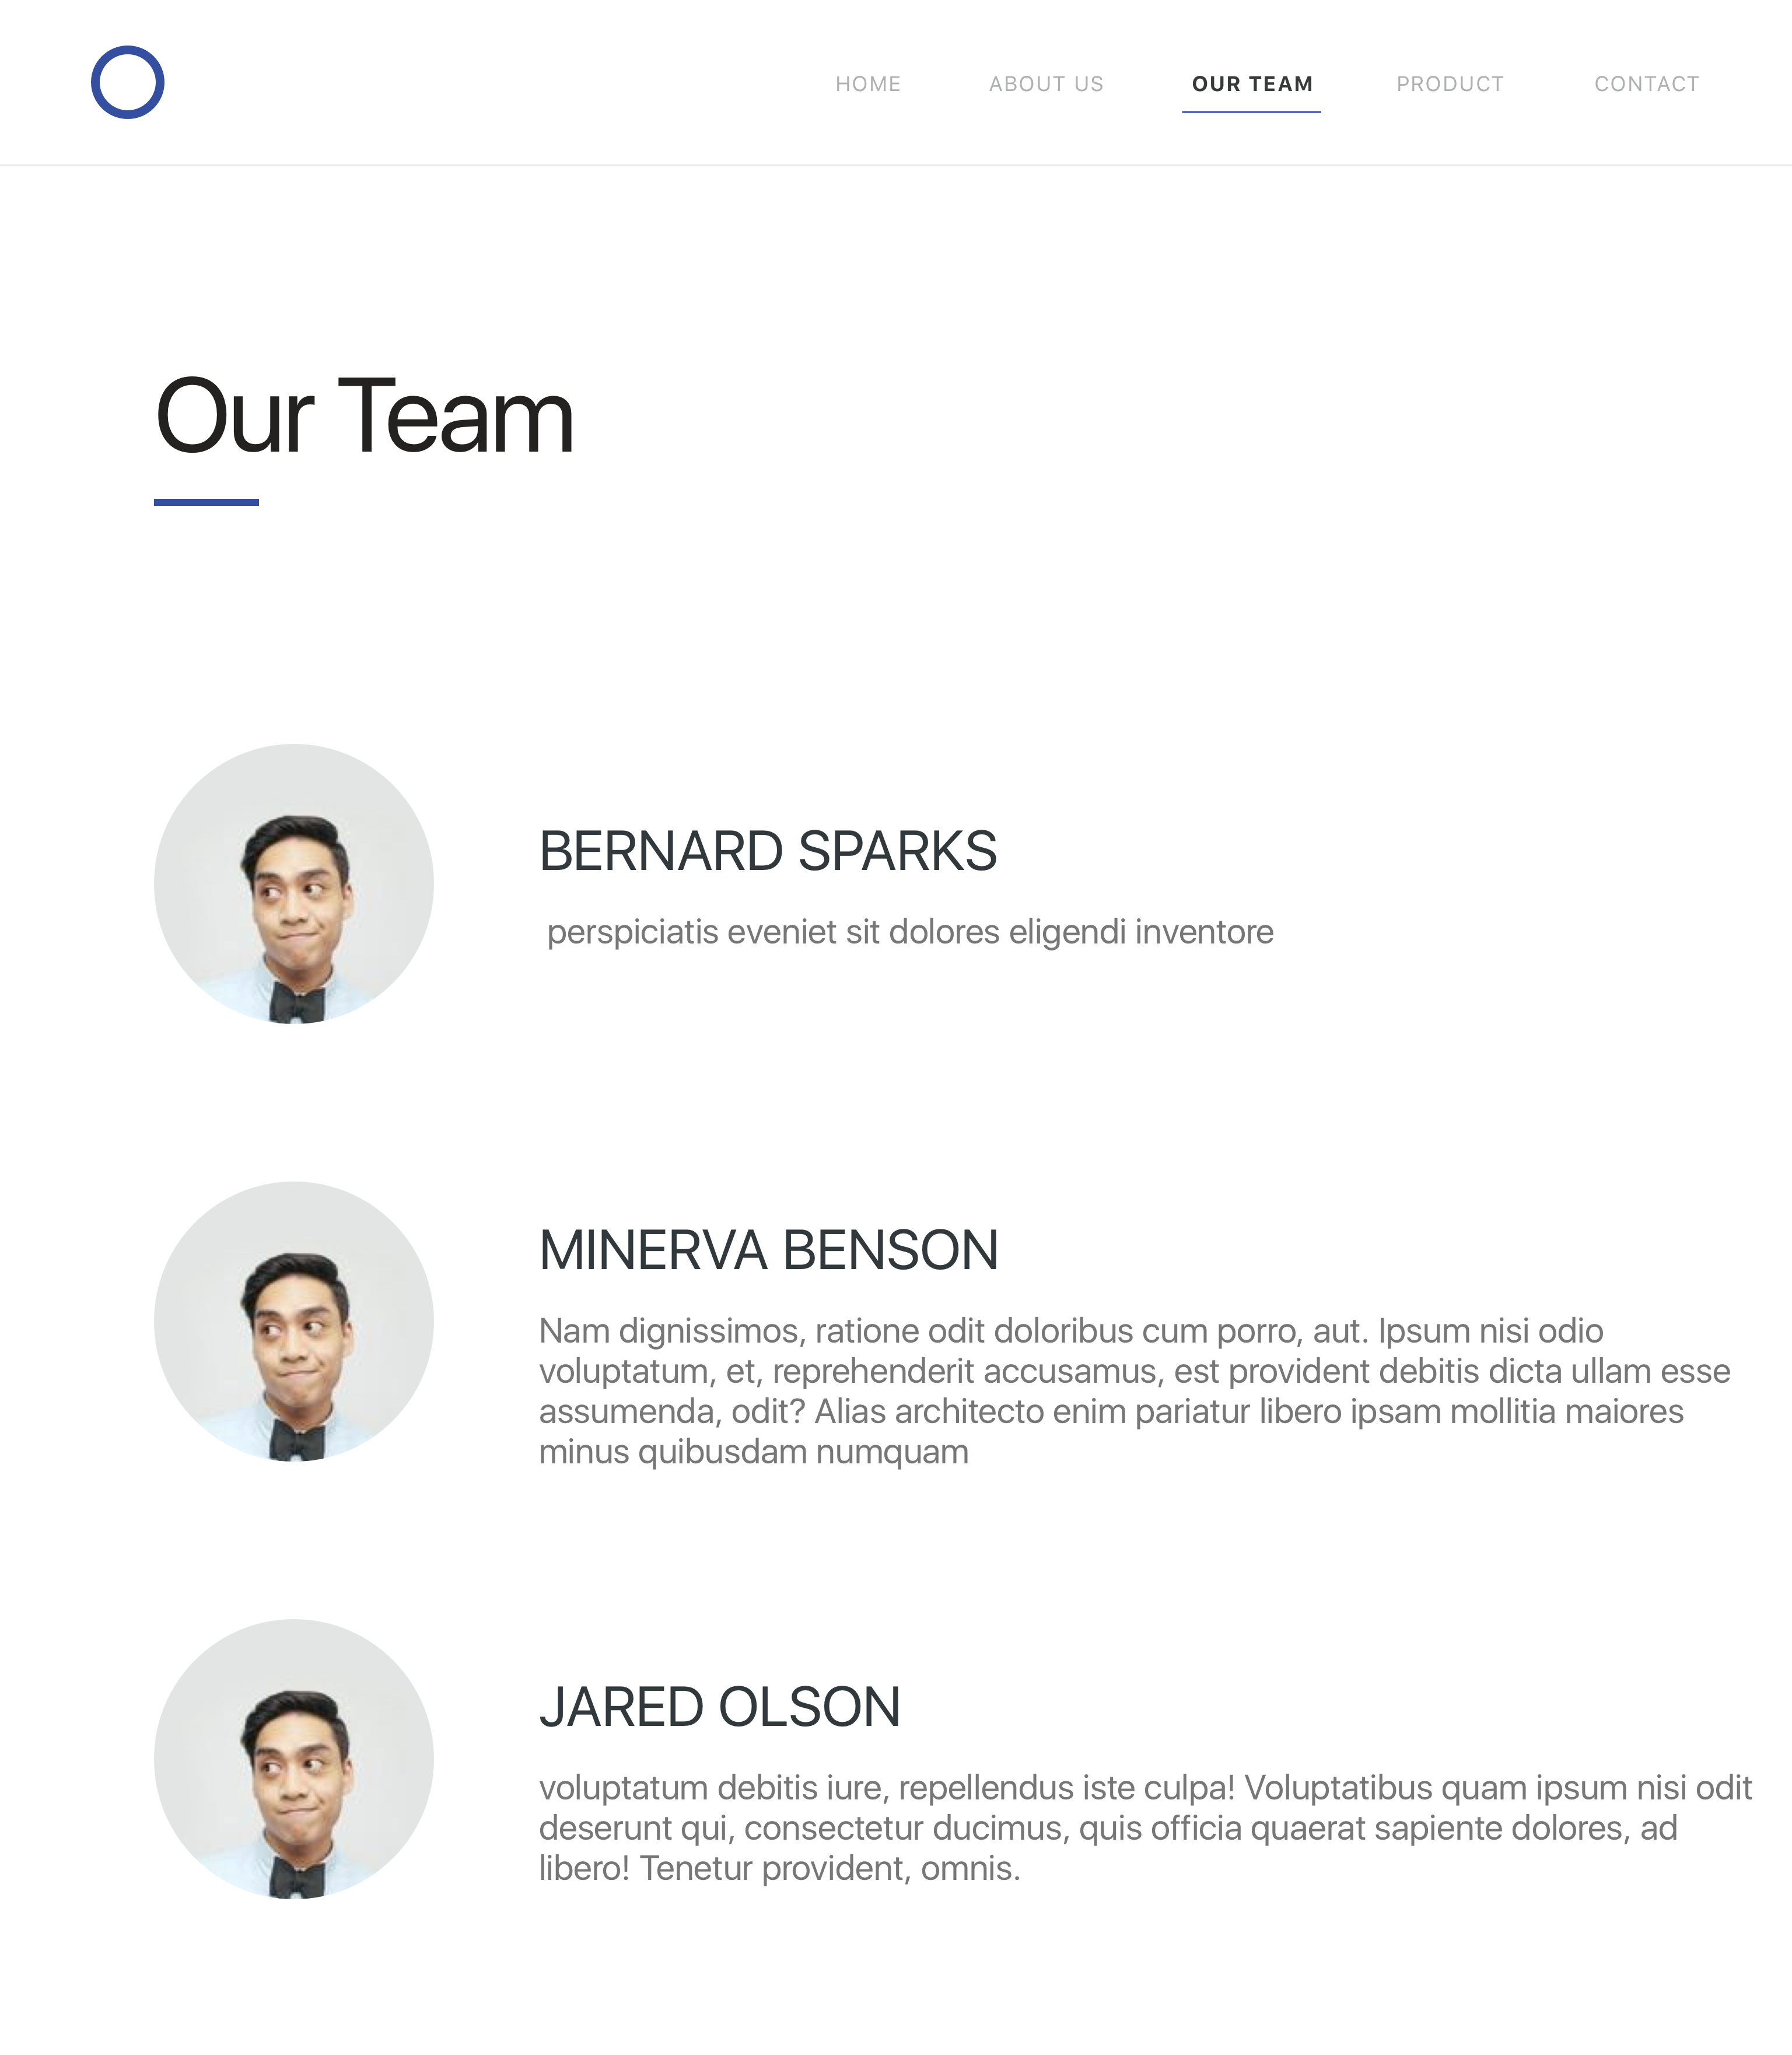 HOME ABOUT US OUR TEAM PRODUCT CONTACT
Our Team
BERNARD SPARKS
perspiciatis eveniet sit dolores eligendi inventore
MINERVA BENSON
Nam dignissimos, ratione odit doloribus cum porro, aut. Ipsum nisi odio
voluptatum, et, reprehenderit accusamus, est provident debitis dicta ullam esse
assumenda, odit? Alias architecto enim pariatur libero ipsam mollitia maiores
minus quibusdam numquam
JARED OLSON
voluptatum debitis iure, repellendus iste culpa! Voluptatibus quam ipsum nisi odit
deserunt qui, consectetur ducimus, quis officia quaerat sapiente dolores, ad
libero! Tenetur provident, omnis.